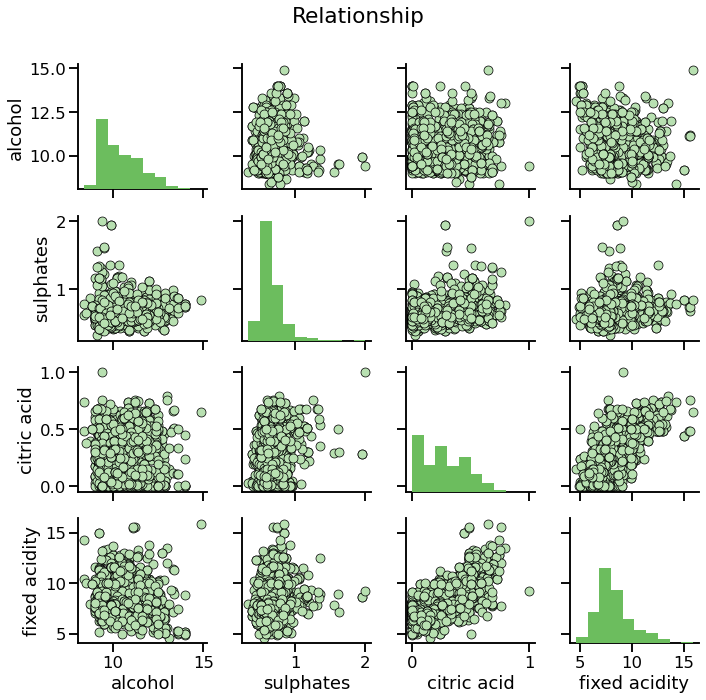 Relationship
alcohol
15.0
12.5
10.0
sulphates
2
1
citric acid
1.0
0.5
0.0
fixed acidity
15
10
5
10 15
1 2
0 1
5 10 15
alcohol
sulphates
citric acid
fixed acidity